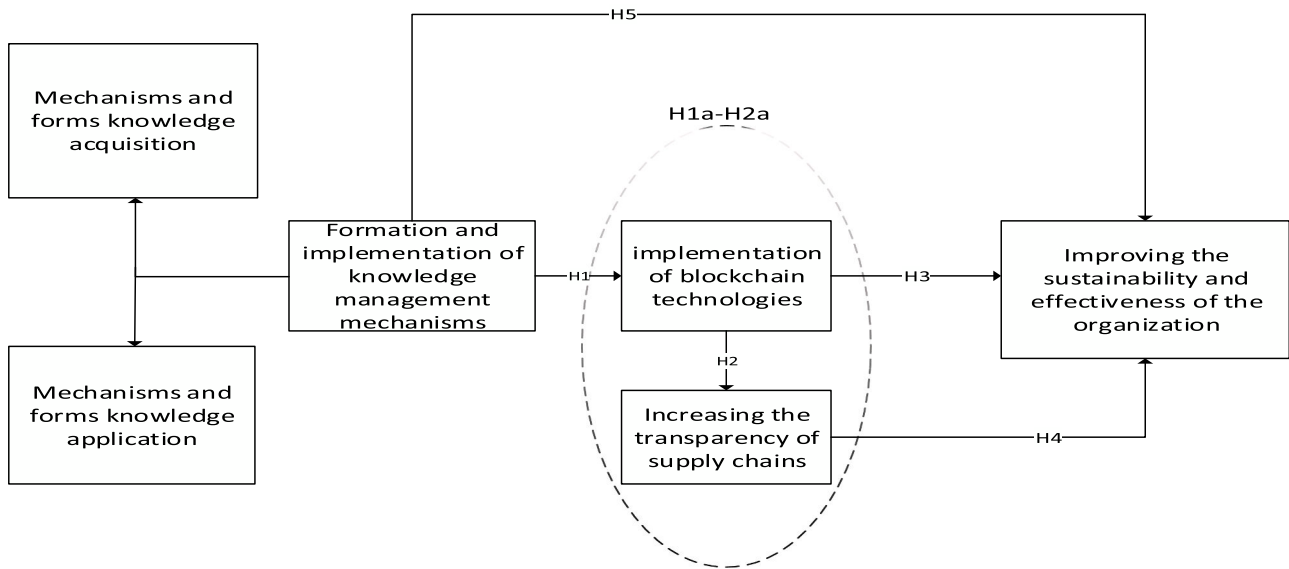 H5
Mechanisms and
forms knowledge
acquisition
H1a-H2a
Formation and
implementation of
knowledge
management
mechanisms
H1
implementation
of blockchain
technologies
H3
Improving the
sustainability and
effectiveness of the
organization
H2
Mechanisms and
forms knowledge
application
Increasing the
transparency of
supply chains
H4